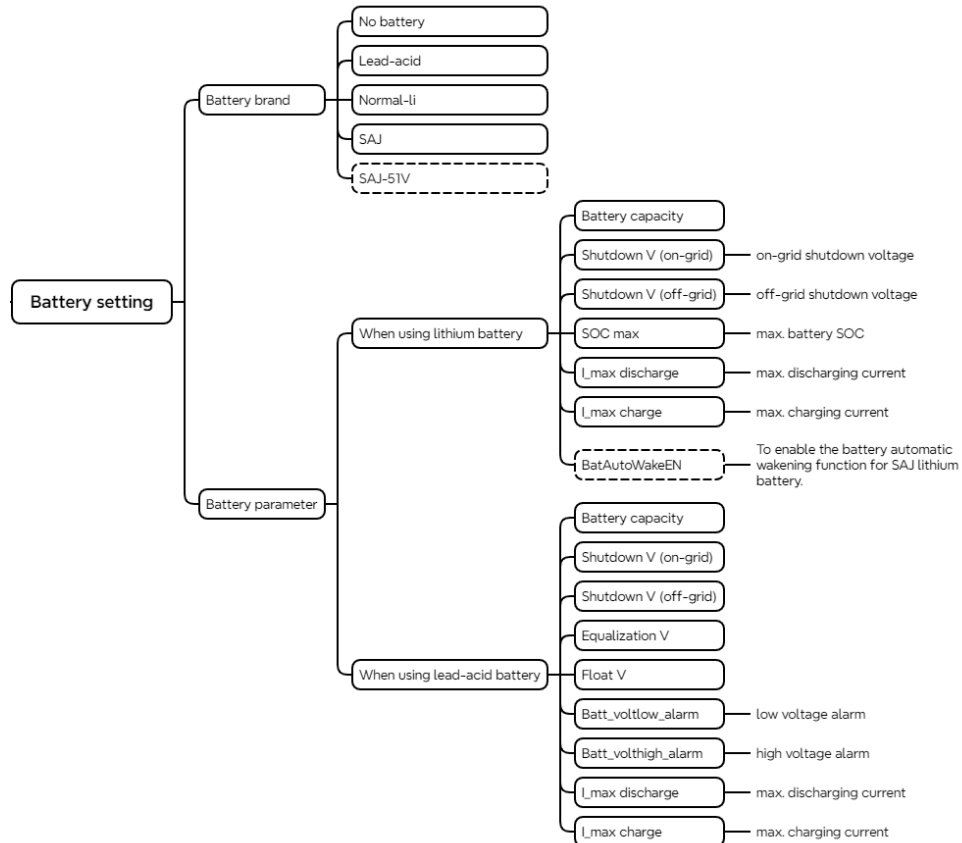 No battery
Lead-acid
Battery brand
Normal-li
SAJ
SAJ-51V
Battery setting
Battery capacity
Shutdown V (on-grid) on-grid shutdown voltage
Shutdown V (off-grid) off-grid shutdown voltage
When using lithium battery
SOC max max. battery SOC
I_max discharge max. discharging current
I_max charge max. charging current
BatAutoWakeEN
To enable the battery automatic
wakening function for SAJ lithium
battery.
Battery parameter
Battery capacity
Shutdown V (on-grid)
Shutdown V (off-grid)
Equalization V
When using lead-acid battery
Float V
Batt_voltlow_alarm low voltage alarm
Batt_volthigh_alarm high voltage alarm
I_max discharge max. discharging current
I_max charge max. charging current